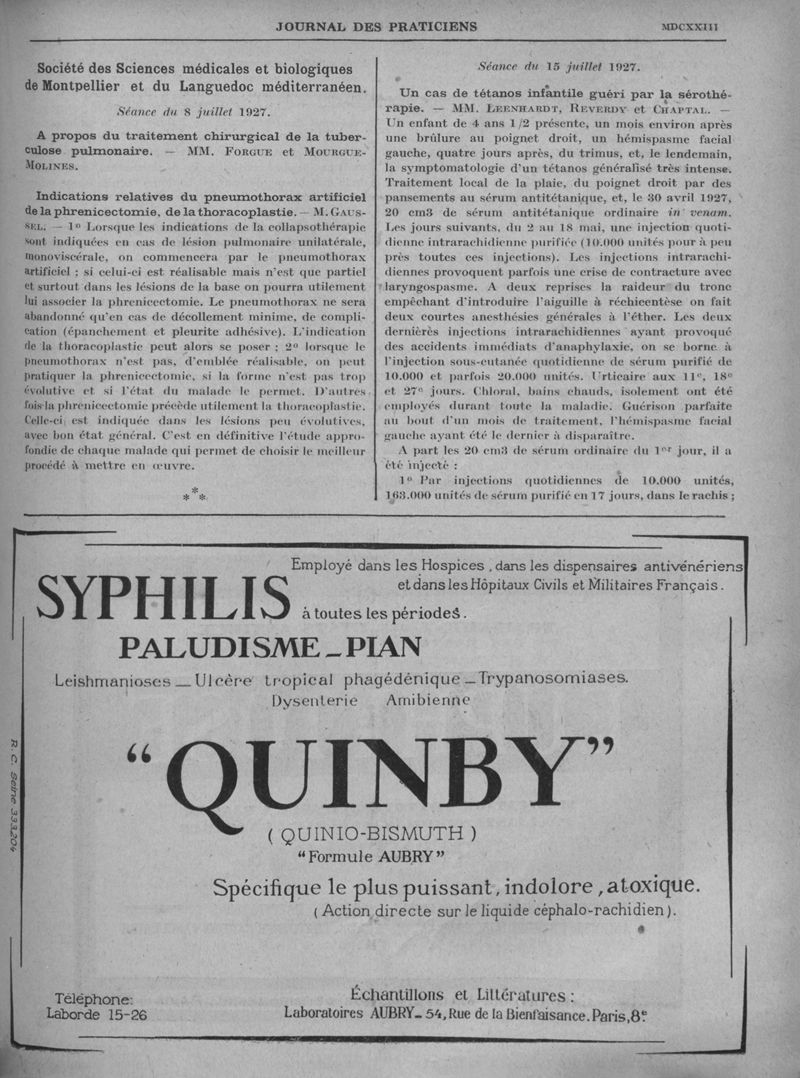 JOURNAL DES PRATICIENS
MDCXXIII
Société des Sciences médicales et biologiques
de Montpellier et du Languedoc méditerranéen.
Séance du 8 juillet 1927.
A propos du traitement chirurgical de la tuber-
culose pulmonaire. — MM. FORGUE et MOURGUE-
MOLINES.
Indications relatives du pneumothorax artificiel
de la phrenicectomie, de la thoracoplastie. — M. GAUS-
SEL. — 1º Lorsque les indications de la collapsothérapie
sont indiquées en cas de lésion pulmonaire unilatérale,
monoviscérale, on commencera par le pneumothorax
artificiel ; si celui-ci est réalisable mais n'est que partiel
et surtout dans les lésions de la base on pourra utilement
lui associer la phrenicectomie. Le pneumothorax ne sera
abandonné qu'en cas de décollement minime, de compli-
cation (épanchement et pleurite adhésive). L'indication
de la thoracoplastie peut alors se poser ; 2º lorsque le
pneumothorax n'est pas, d'emblée réalisable, on peut
pratiquer la phrenicectomie, si la forme n'est pas trop
évolutive et si l'état du malade le permet. D'autres
fois la phrenicectomie précède utilement la thoracoplastie.
Celle-ci est indiquée dans les lésions peu évolutives,
avec bon état général. C'est en définitive l'étude appro-
fondie de chaque malade qui permet de choisir le meilleur
procédé à mettre en œuvre.
*
* *
Séance du 15 juillet 1927.
Un cas de tétanos infantile guéri par la sérothé-
rapie. — MM. LEENHARDT, REVERDY et CHAPTAL. —
Un enfant de 4 ans 1/2 présente, un mois environ après
une brûlure au poignet droit, un hémispasme facial
gauche, quatre jours après, du trimus, et, le lendemain,
la symptomatologie d'un tétanos généralisé très intense.
Traitement local de la plaie, du poignet droit par des
pansements au sérum antitétanique, et, le 30 avril 1927,
20 cm3 de sérum antitétanique ordinaire in venam.
Les jours suivants, du 2 au 18 mai, une injection quoti-
dienne intrarachidienne purifiée (10.000 unités pour à peu
près toutes ces injections). Les injections intrarachi-
diennes provoquent parfois une crise de contracture avec
laryngospasme. A deux reprises la raideur du tronc
empêchant d'introduire l'aiguille à réchicentèse on fait
deux courtes anesthésies générales à l'éther. Les deux
dernièrès injections intrarachidiennes ayant provoqué
des accidents immédiats d'anaphylaxie, on se borne à
l'injection sous-cutanée quotidienne de sérum purifié de
10.000 et parfois 20.000 unités. Urticaire aux 11e, 18e
et 27e jours. Chloral, bains chauds, isolement ont été
employés durant toute la maladie. Guérison parfaite
au bout d'un mois de traitement, l'hémispasme facial
gauche ayant été le dernier à disparaître.
A part les 20 cm3 de sérum ordinaire du 1er jour, il a
été injecté :
1º Par injections quotidiennes de 10.000 unités,
163.000 unités de sérum purifié en 17 jours, dans le rachis ;
Employé dans les Hospices, dans les dispensaires antivénériens
et dans les Hôpitaux Civils et Militaires Français.
SYPHILIS
à toutes les périodes.
PALUDISME _ PIAN
Leishmanioses — Ulcère tropical phagédénique — Trypanosomiases.
Dysenterie Amibienne
"QUINBY"
( QUINIO-BISMUTH )
"Formule AUBRY"
Spécifique le plus puissant, indolore, atoxique.
( Action directe sur le liquide céphalo-rachidien ).
Téléphone:
Laborde 15-26
Échantillons et Littératures :
Laboratoires AUBRY_ 54, Rue de la Bienfaisance. Paris, 8e
R. C. Seine 333.204